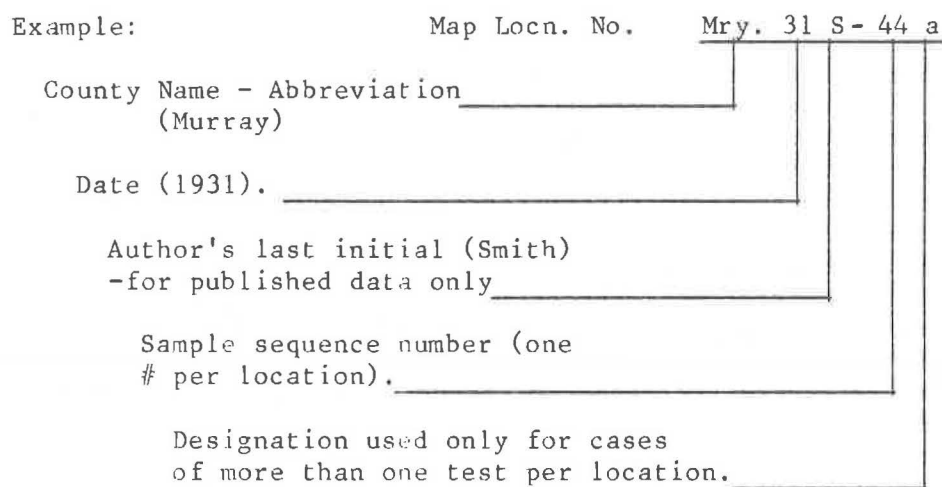 Example: Map Locn. No. Mry. 31 S- 44 a
County Name - Abbreviation
(Murray)
Date (1931).
Author's last initial (Smith)
-for published data only
Sample sequence number (one
# per location).
Designation used only for cases
of more than one test per location.